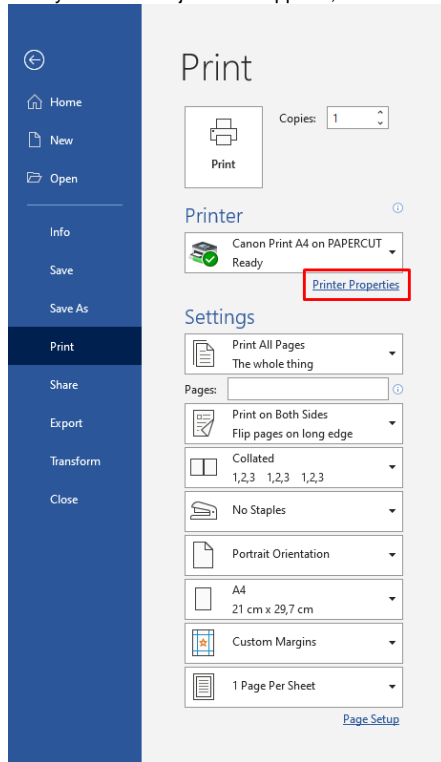 Print
Home
New
Open
Info
Save
Save As
Print
Share
Export
Transform
Close
Copies: 1
Print
Printer
Canon Print A4 on PAPERCUT
Ready
Printer Properties
Settings
Print All Pages
The whole thing
Pages:
Print on Both Sides
Flip pages on long edge
Collated
1,2,3 1,2,3 1,2,3
No Staples
Portrait Orientation
A4
21 cm x 29,7 cm
Custom Margins
1 Page Per Sheet
Page Setup